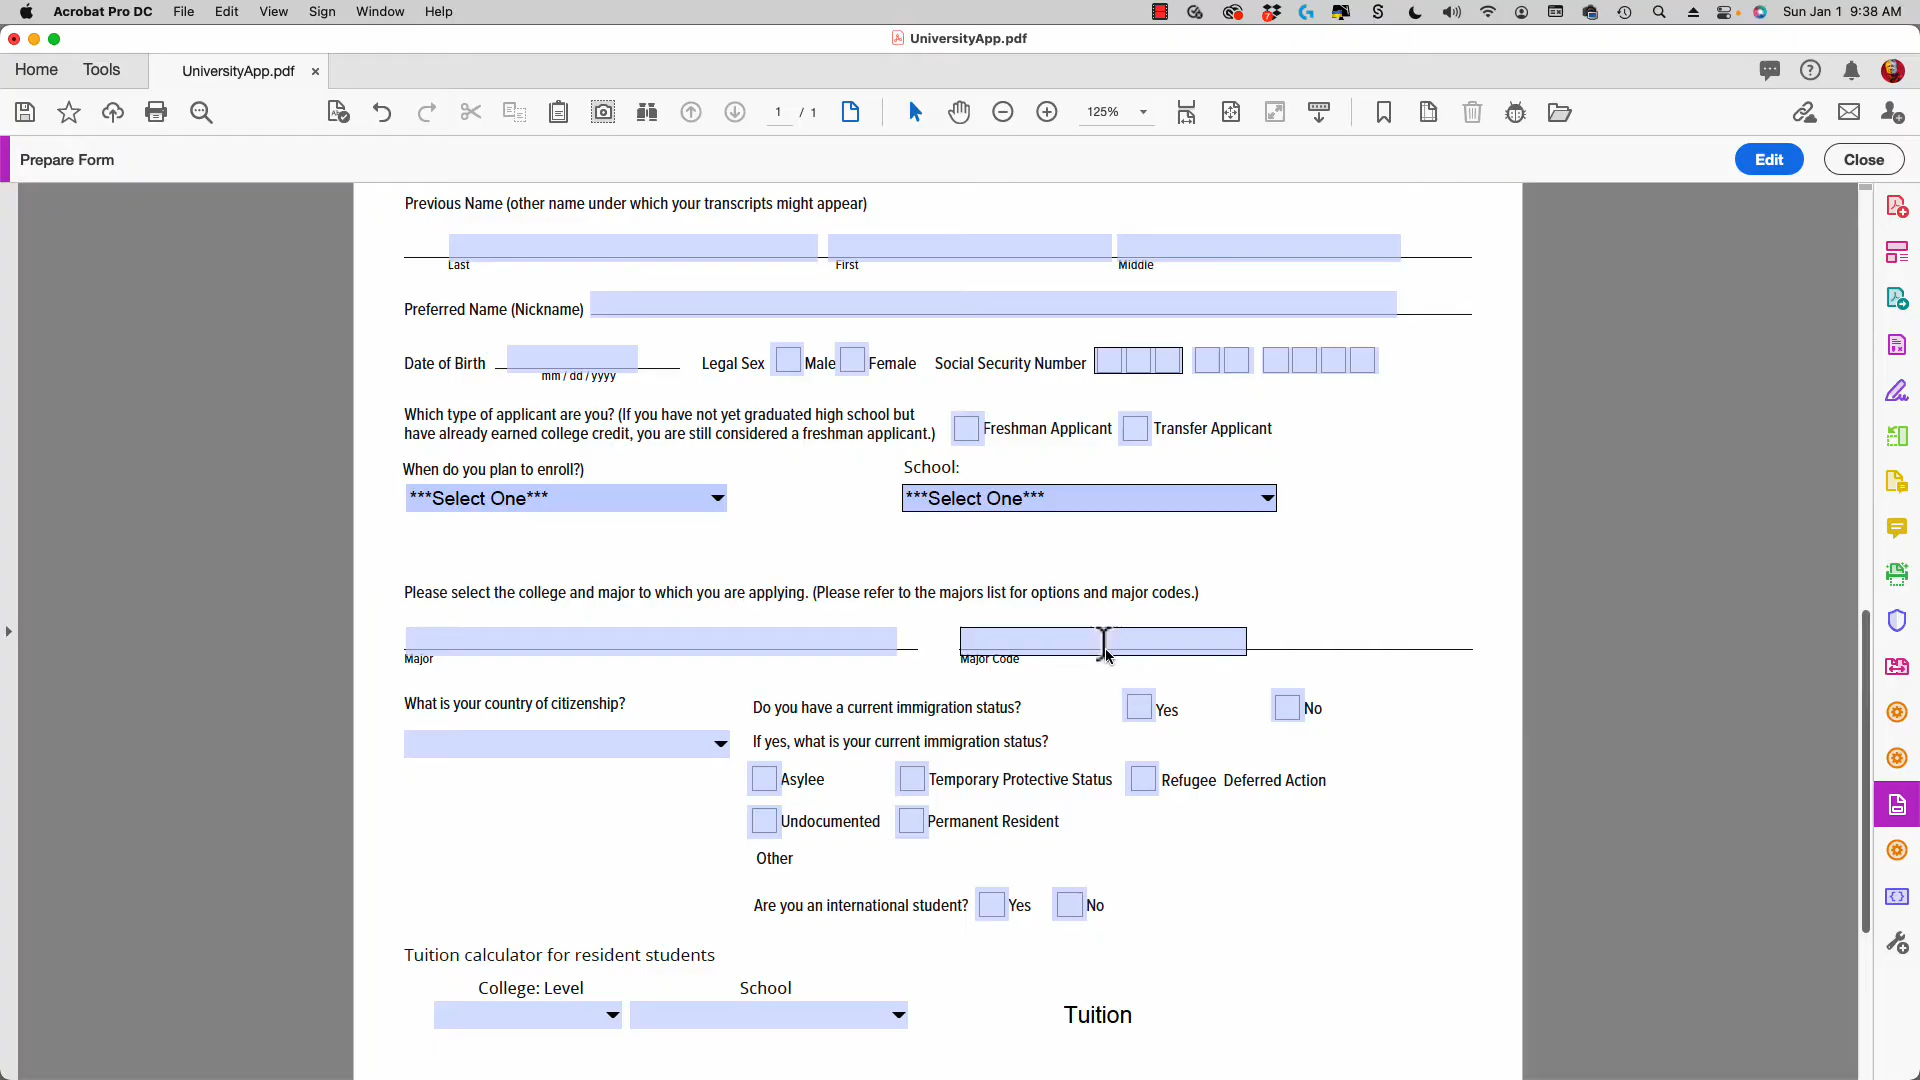 Acrobat Pro DC File Edit View Sign Window Help Sun Jan 1 9:38 AM
UniversityApp.pdf
Home Tools UniversityApp.pdf ×
1 / 1 125%
Prepare Form Edit Close
Previous Name (other name under which your transcripts might appear)
Last First Middle
Preferred Name (Nickname)
Date of Birth Legal Sex Male Female Social Security Number
mm / dd / yyyy
Which type of applicant are you? (If you have not yet graduated high school but
have already earned college credit, you are still considered a freshman applicant.) Freshman Applicant Transfer Applicant
When do you plan to enroll?) School:
***Select One*** ***Select One***
Please select the college and major to which you are applying. (Please refer to the majors list for options and major codes.)
Major Major Code
What is your country of citizenship? Do you have a current immigration status? Yes No
If yes, what is your current immigration status?
Asylee Temporary Protective Status Refugee Deferred Action
Undocumented Permanent Resident
Other
Are you an international student? Yes No
Tuition calculator for resident students
College: Level School
Tuition